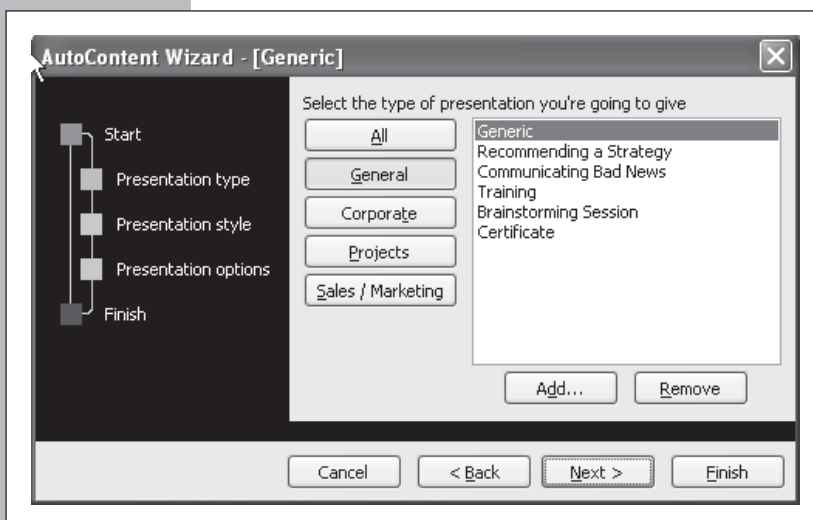 AutoContent Wizard - [Generic]
Start
Presentation type
Presentation style
Presentation options
Finish
Select the type of presentation you're going to give
All
General
Corporate
Projects
Sales / Marketing
Generic
Recommending a Strategy
Communicating Bad News
Training
Brainstorming Session
Certificate
Add...
Remove
Cancel
< Back
Next >
Finish